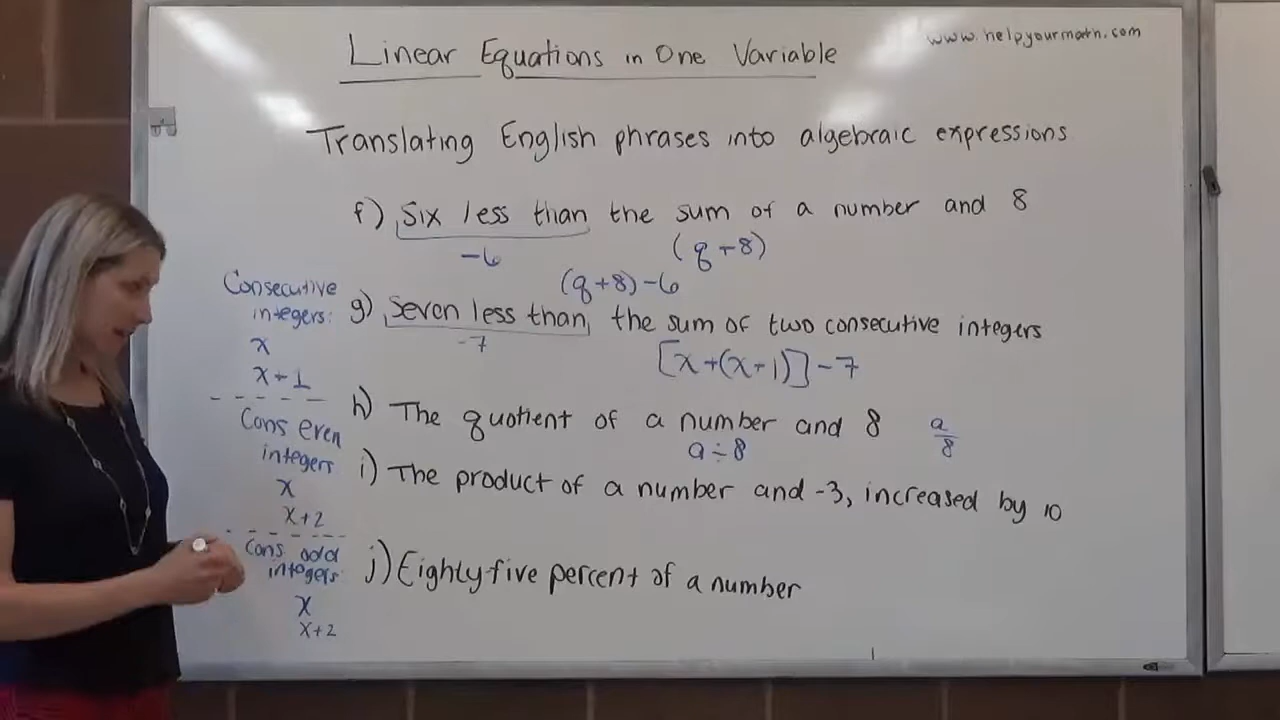 Linear Equations in One Variable
www.helpyourmath.com
Translating English phrases into algebraic expressions
f) Six less than the sum of a number and 8
-6 (q+8)
(q+8)-6
g) Seven less than the sum of two consecutive integers
-7 [x+(x+1)]-7
h) The quotient of a number and 8 a/8
a÷8
i) The product of a number and -3, increased by 10
j) Eighty-five percent of a number
Consecutive
integers:
x
x+1
Cons even
integers
x
x+2
Cons odd
integers
x
x+2